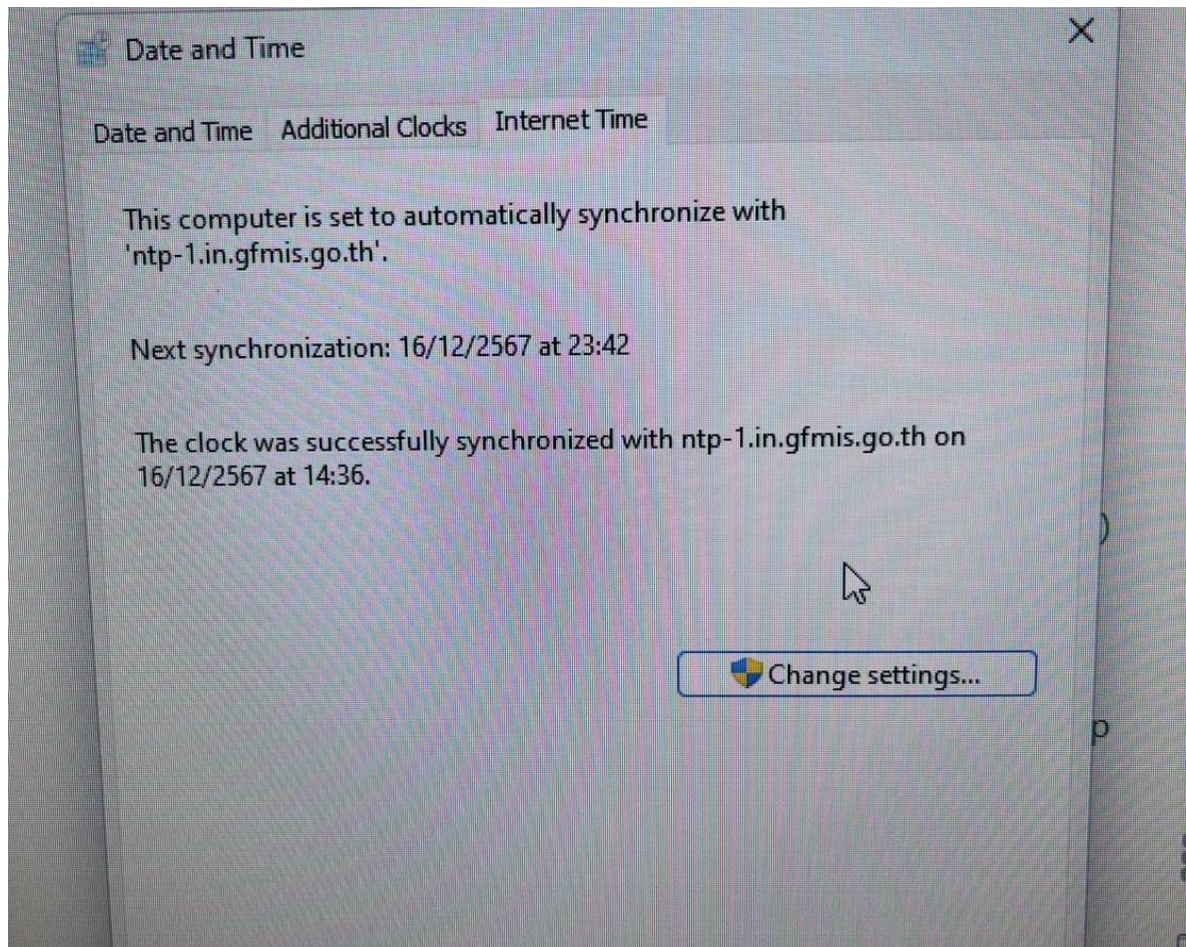 Date and Time
Date and Time
Additional Clocks
Internet Time
This computer is set to automatically synchronize with
'ntp-1.in.gfmis.go.th'.
Next synchronization: 16/12/2567 at 23:42
The clock was successfully synchronized with ntp-1.in.gfmis.go.th on
16/12/2567 at 14:36.
)
Change settings...
p